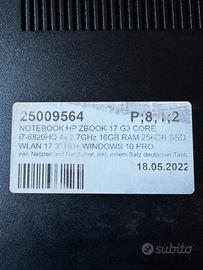 25009564 P;8,1;2
NOTEBOOK HP ZBOOK 17 G3 CORE
i7-6820HQ 4x 2,7GHz 16GB RAM 256GB SSD
WLAN 17,3" HD+ WINDOWS 10 PRO
inkl. Netzteil und Netzkabel, inkl. einem Satz deutscher Tasta
18.05.2022
subito